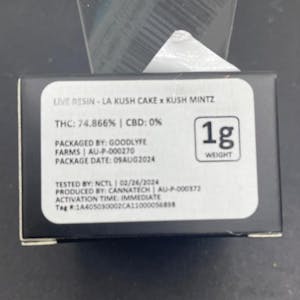 LIVE RESIN - LA KUSH CAKE x KUSH MINTZ
THC: 74.866% | CBD: 0%
PACKAGED BY: GOODLYFE
FARMS | AU-P-000270
PACKAGE DATE: 09AUG2024
1g
WEIGHT
TESTED BY: NCTL | 02/26/2024
PRODUCED BY: CANNATECH | AU-P-000372
ACTIVATION TIME: IMMEDIATE
Tag #:1A405030002CA11000056898